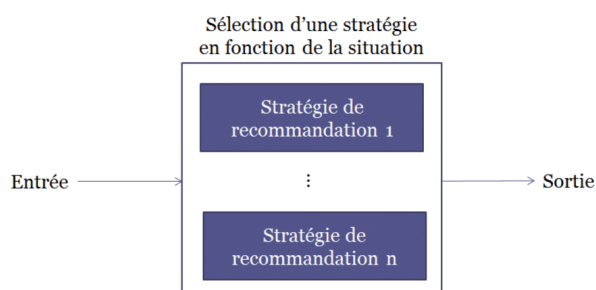 Sélection d'une stratégie
en fonction de la situation
Stratégie de
recommandation 1
Entrée
⋮
Sortie
Stratégie de
recommandation n